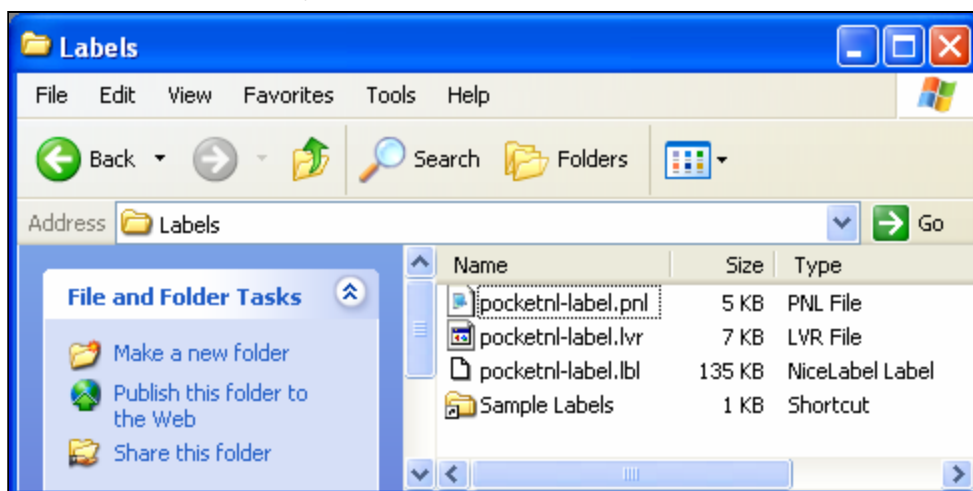 Labels
File Edit View Favorites Tools Help
Back Search Folders
Address Labels Go
Name Size Type
File and Folder Tasks
pocketnl-label.pnl 5 KB PNL File
pocketnl-label.lvr 7 KB LVR File
Make a new folder
pocketnl-label.lbl 135 KB NiceLabel Label
Publish this folder to
the Web
Sample Labels 1 KB Shortcut
Share this folder